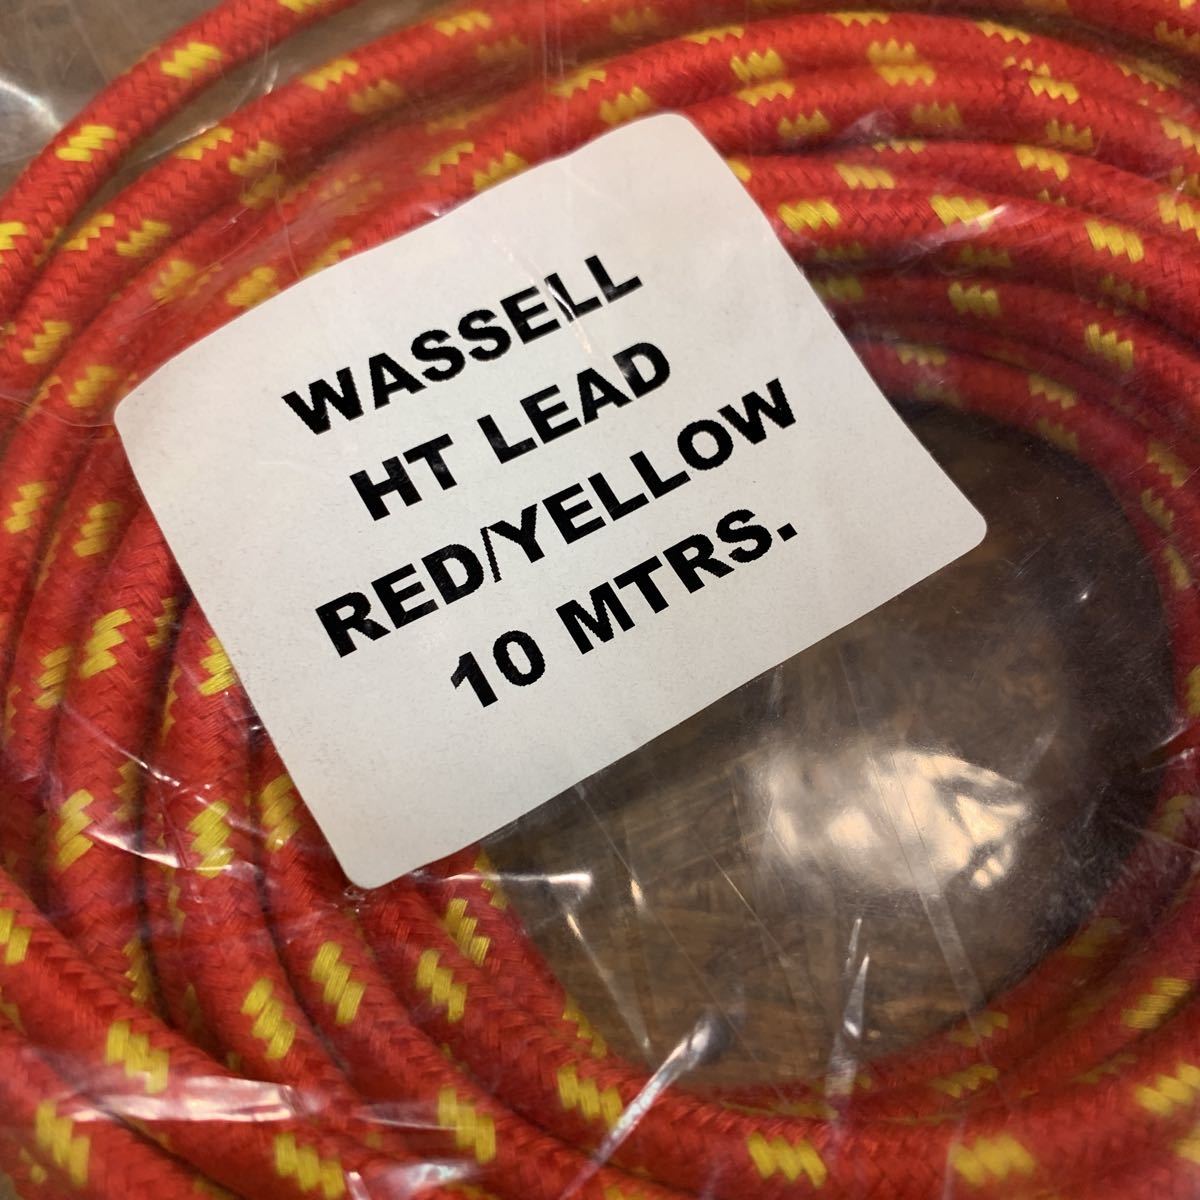 WASSELL
HT LEAD
RED/YELLOW
10 MTRS.